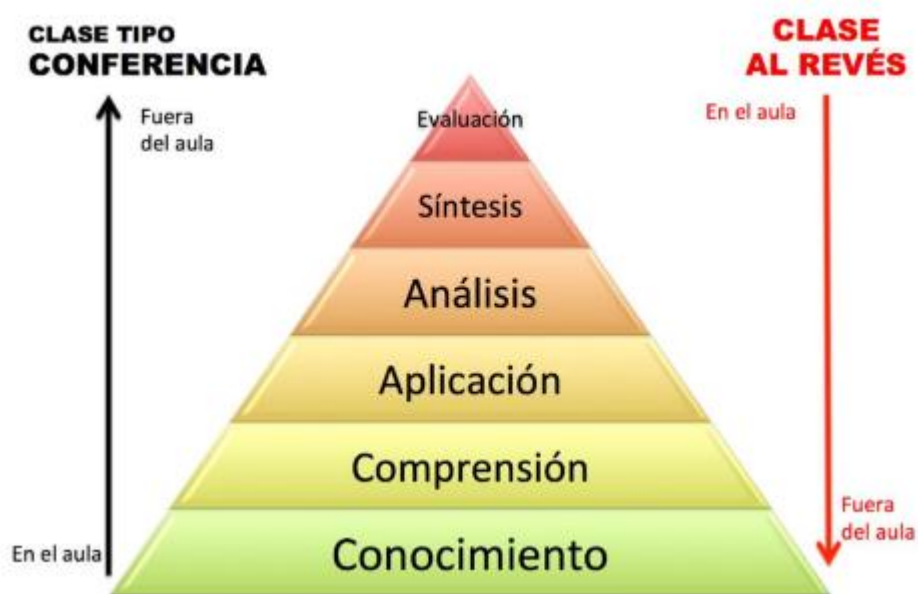 CLASE TIPO
CONFERENCIA
CLASE
AL REVÉS
Fuera
del aula
En el aula
Evaluación
Síntesis
Análisis
Aplicación
Comprensión
Conocimiento
En el aula
Fuera
del aula